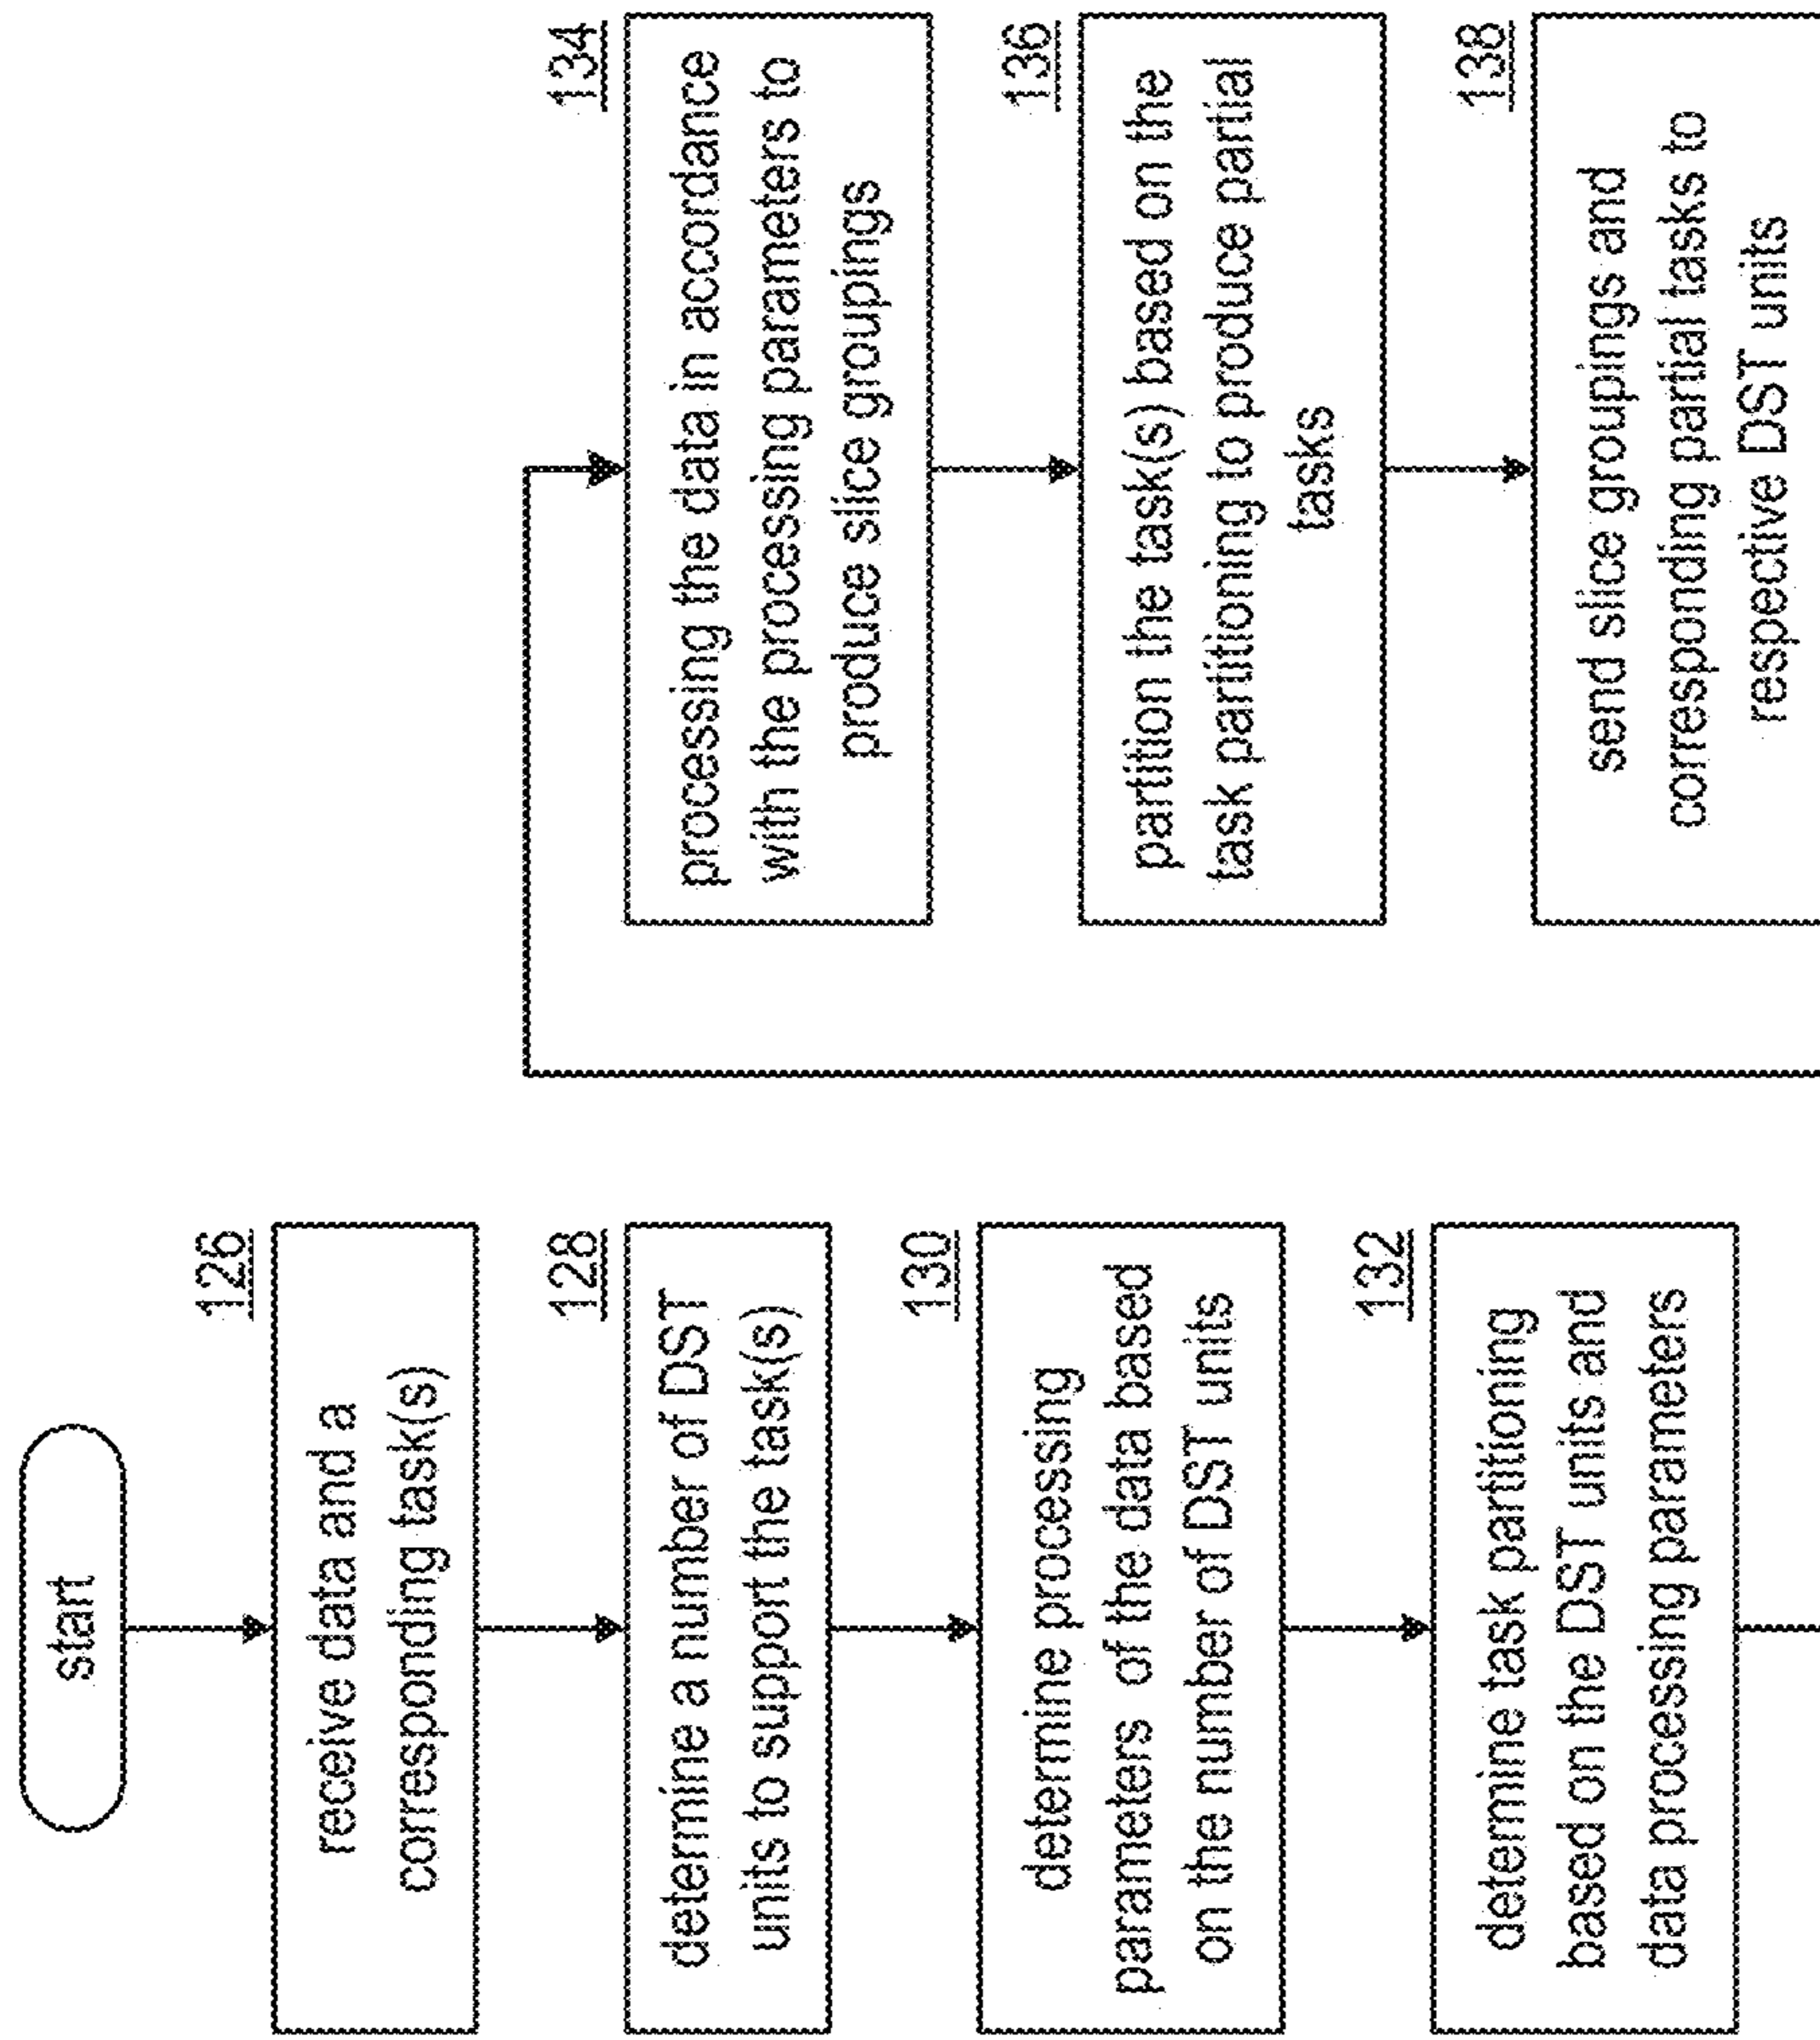 start
126
receive data and a
corresponding task(s)
128
determine a number of DST
units to support the task(s)
130
determine processing
parameters of the data based
on the number of DST units
132
determine task partitioning
based on the DST units and
data processing parameters
134
processing the data in accordance
with the processing parameters to
produce slice groupings
136
partition the task(s) based on the
task partitioning to produce partial
tasks
138
send slice groupings and
corresponding partial tasks to
respective DST units